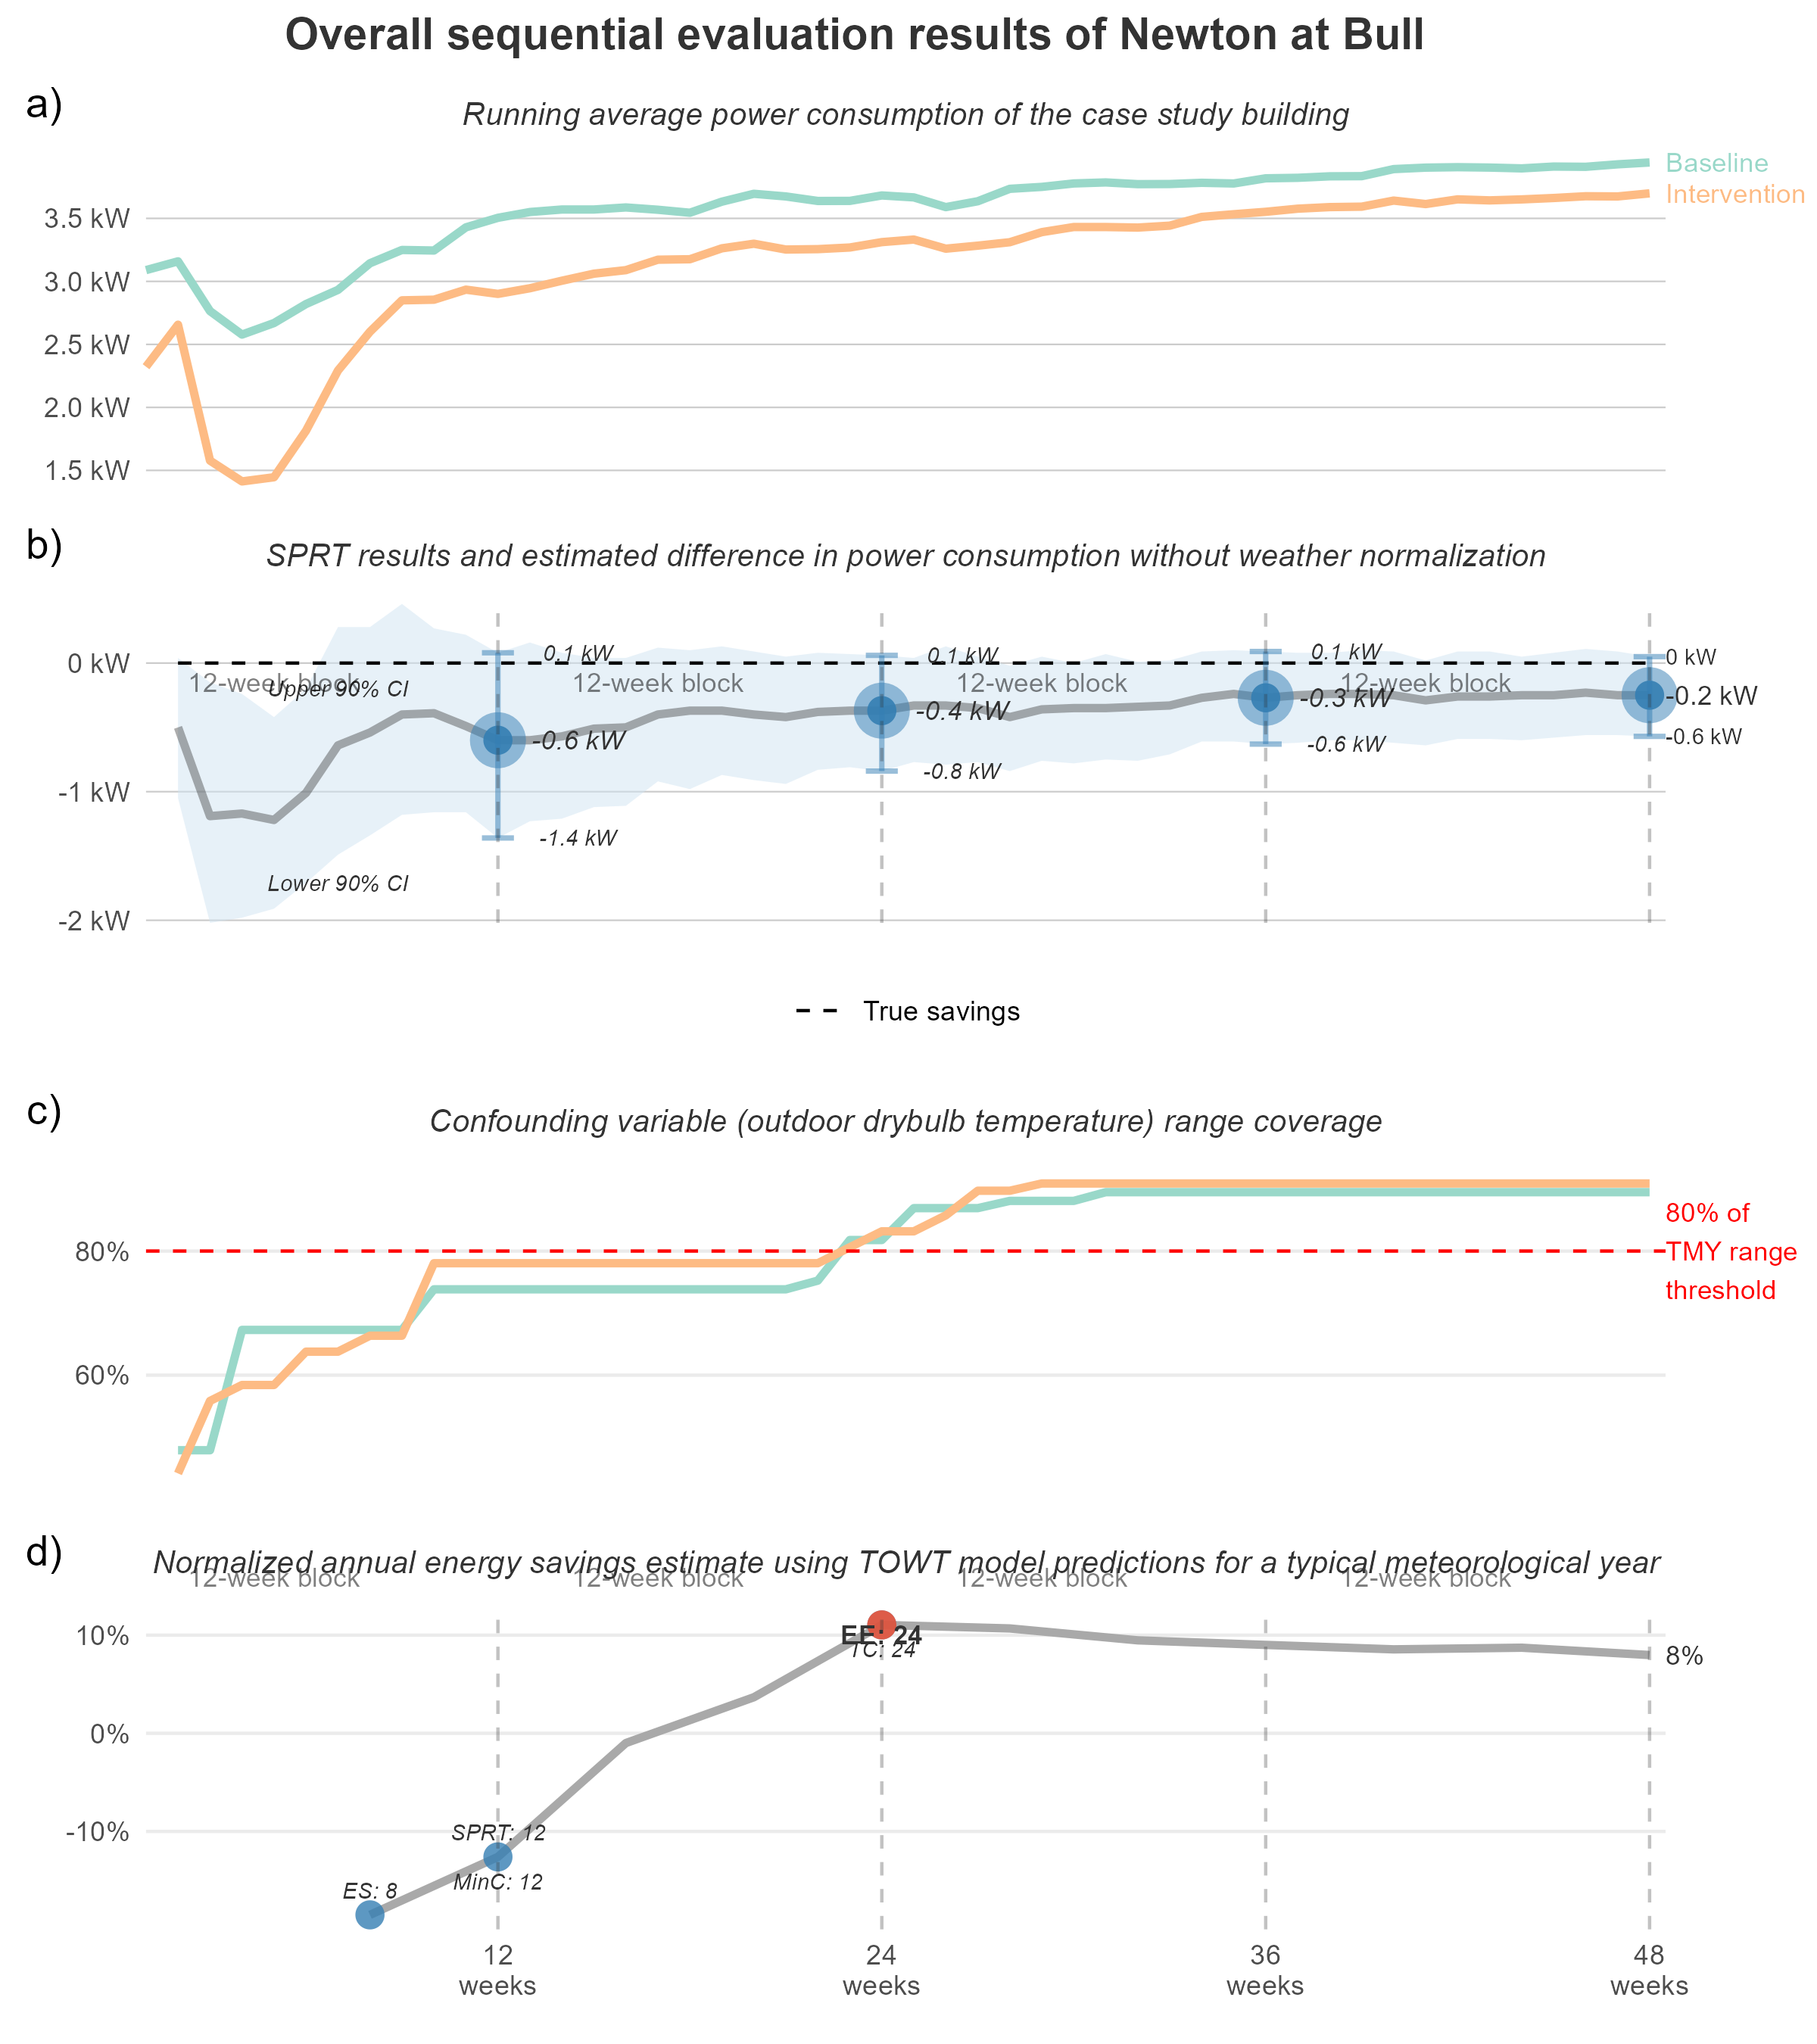 Overall sequential evaluation results of Newton at Bull
a)
Running average power consumption of the case study building
Baseline
Intervention
3.5 kW
3.0 kW
2.5 kW
2.0 kW
1.5 kW
b)
SPRT results and estimated difference in power consumption without weather normalization
0.1 kW
0.1 kW
0.1 kW
0 kW
0 kW
12-week block
12-week block
12-week block
12-week block
Upper 90% CI
-0.6 kW
-0.4 kW
-0.3 kW
-0.2 kW
-0.6 kW
-0.6 kW
-0.8 kW
-1 kW
-1.4 kW
Lower 90% CI
-2 kW
True savings
c)
Confounding variable (outdoor drybulb temperature) range coverage
80% of
TMY range
threshold
80%
60%
d)
Normalized annual energy savings estimate using TOWT model predictions for a typical meteorological year
12-week block
12-week block
12-week block
12-week block
10%
EF: 24
TC: 24
8%
0%
-10%
SPRT: 12
MinC: 12
ES: 8
12
weeks
24
weeks
36
weeks
48
weeks